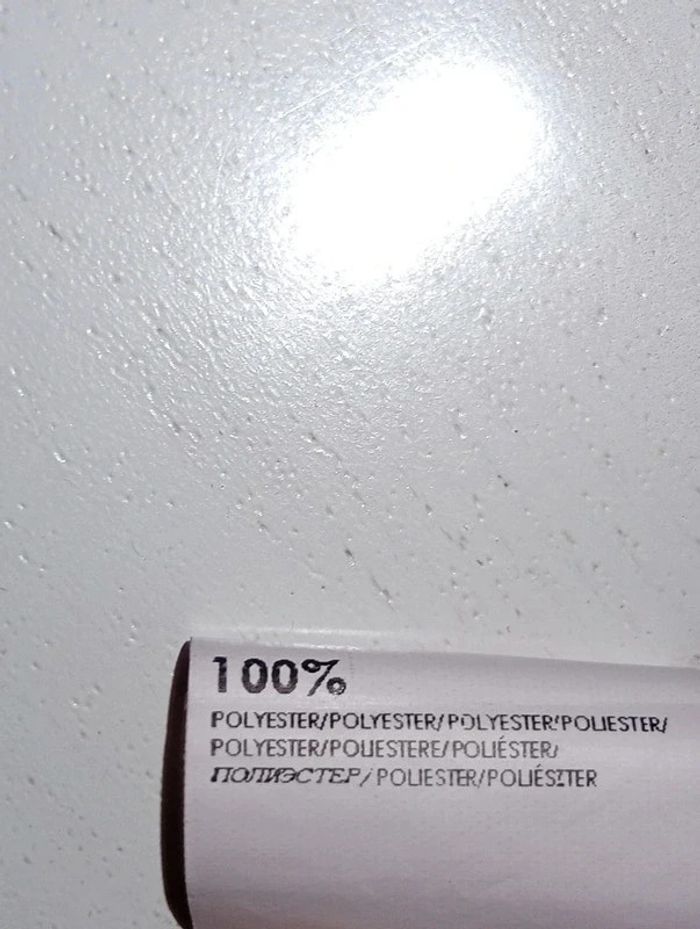 100%
POLYESTER/POLYESTER/POLYESTER/POLIESTER/
POLYESTER/POLIESTERE/POLIÉSTER/
ПОЛИЭСТЕР/POLIESTER/POLIÉSZTER